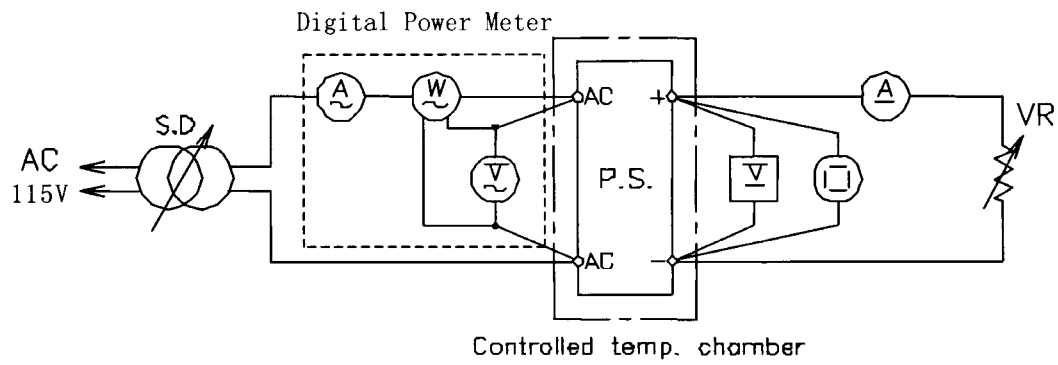 Digital Power Meter
A
W
AC
+
A
S.D
VR
AC
115V
V
P.S.
V
AC
−
Controlled temp. chamber